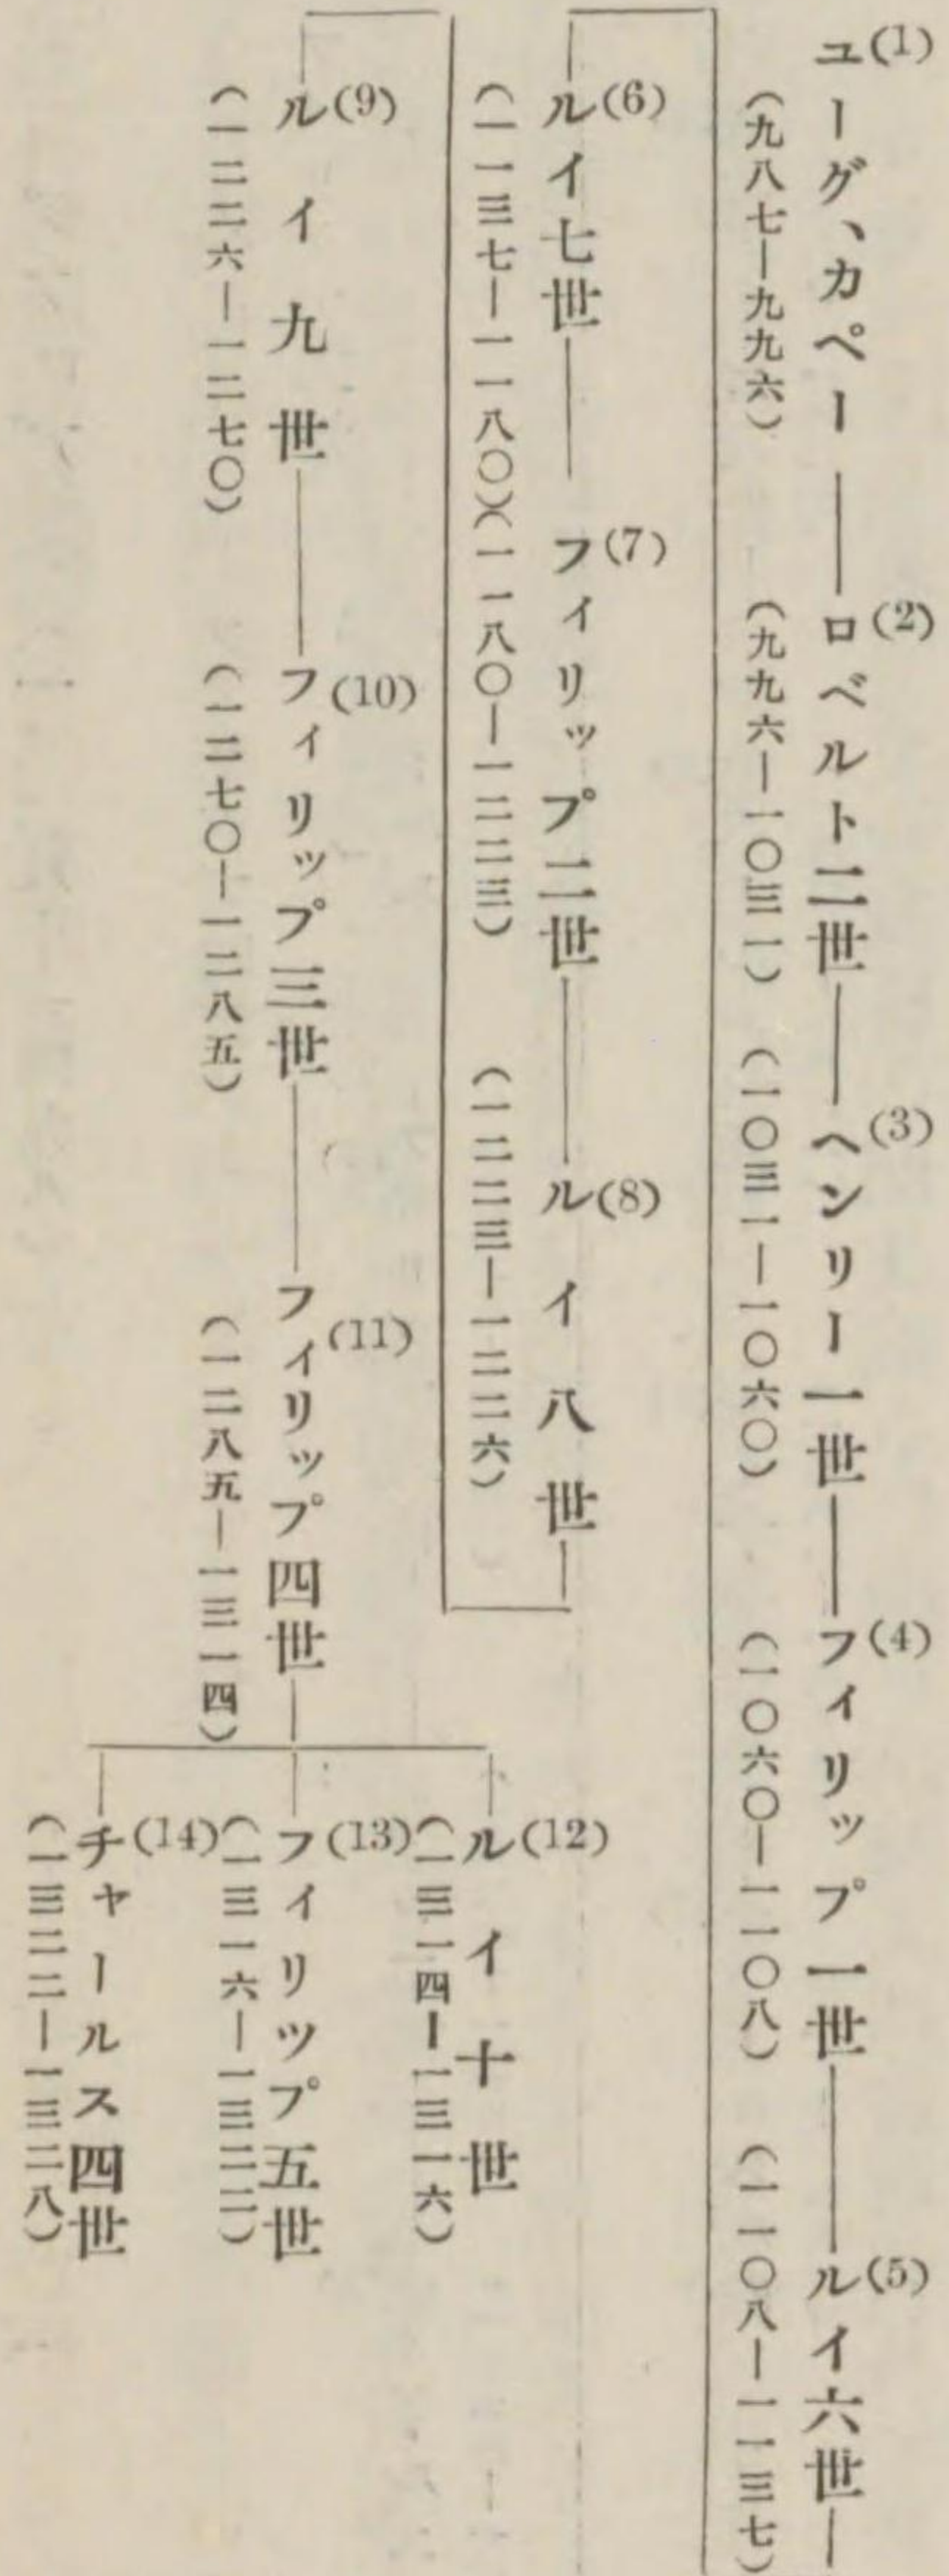 (1)ユーグ、カペー――(2)ロベルト二世――(3)ヘンリー一世――(4)フィリップ一世――(5)ルイ六世―
(九八七―九九六)(九九六―一〇三一)(一〇三一―一〇六〇)(一〇六〇―一一〇八)(一一〇八―一一三七)
(6)ルイ七世――(7)フィリップ二世――(8)ルイ八世―
(一一三七―一一八〇)(一一八〇―一二二三)(一二二三―一二二六)
(9)ルイ九世――(10)フィリップ三世――(11)フィリップ四世―
(一二二六―一二七〇)(一二七〇―一二八五)(一二八五―一三一四)
(12)ルイ十世
(一三一四―一三一六)
(13)フィリツプ五世
(一三一六―一三二二)
(14)チャールス四世
(一三二二―一三二八)